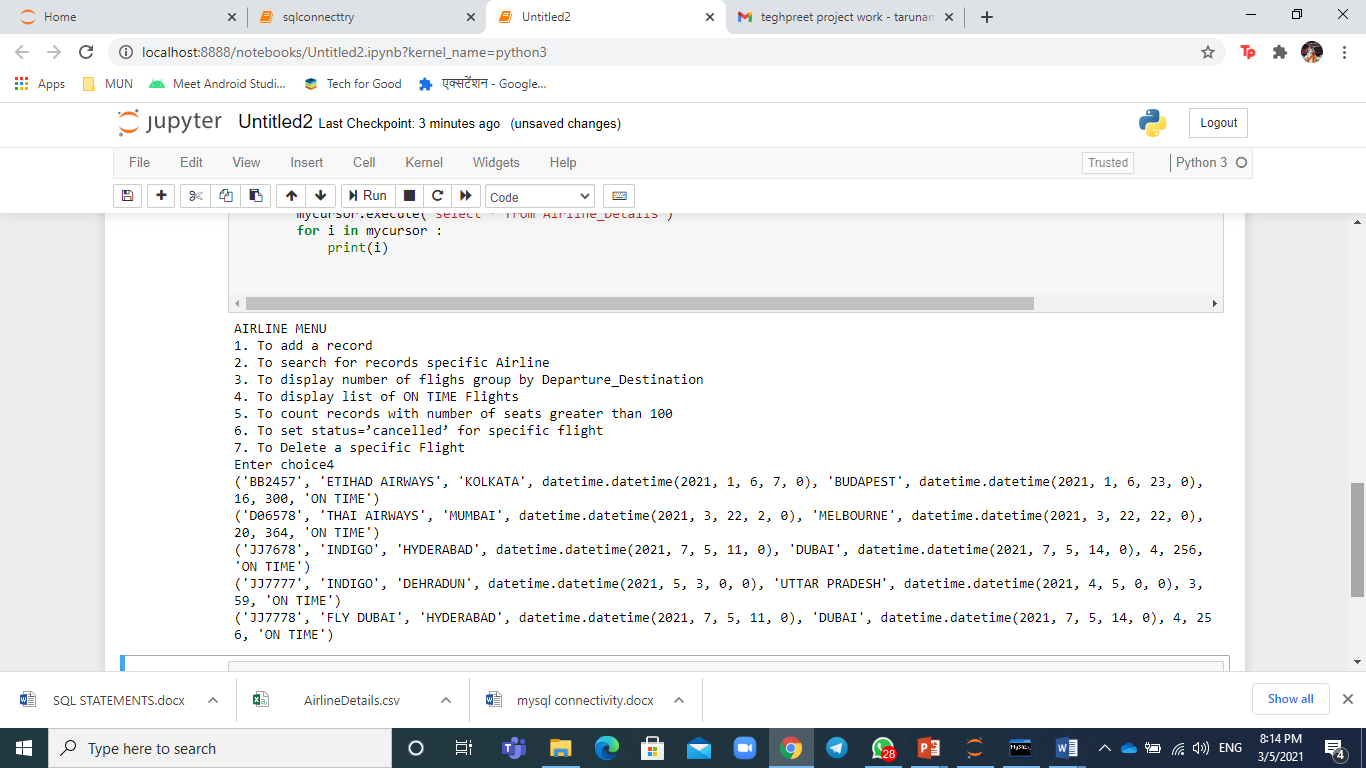 Home
sqlconnecttry
Untitled2
teghpreet project work - tarunam
localhost:8888/notebooks/Untitled2.ipynb?kernel_name=python3
Apps
MUN
Meet Android Studi...
Tech for Good
एक्सटेंशन - Google...
jupyter Untitled2 Last Checkpoint: 3 minutes ago (unsaved changes)
Logout
File Edit View Insert Cell Kernel Widgets Help
Trusted
Python 3
Run
Code
mycursor.execute("select * from Airline_Details")
for i in mycursor :
print(i)
AIRLINE MENU
1. To add a record
2. To search for records specific Airline
3. To display number of flighs group by Departure_Destination
4. To display list of ON TIME Flights
5. To count records with number of seats greater than 100
6. To set status=’cancelled’ for specific flight
7. To Delete a specific Flight
Enter choice4
('BB2457', 'ETIHAD AIRWAYS', 'KOLKATA', datetime.datetime(2021, 1, 6, 7, 0), 'BUDAPEST', datetime.datetime(2021, 1, 6, 23, 0),
16, 300, 'ON TIME')
('D06578', 'THAI AIRWAYS', 'MUMBAI', datetime.datetime(2021, 3, 22, 2, 0), 'MELBOURNE', datetime.datetime(2021, 3, 22, 22, 0),
20, 364, 'ON TIME')
('JJ7678', 'INDIGO', 'HYDERABAD', datetime.datetime(2021, 7, 5, 11, 0), 'DUBAI', datetime.datetime(2021, 7, 5, 14, 0), 4, 256,
'ON TIME')
('JJ7777', 'INDIGO', 'DEHRADUN', datetime.datetime(2021, 5, 3, 0, 0), 'UTTAR PRADESH', datetime.datetime(2021, 4, 5, 0, 0), 3,
59, 'ON TIME')
('JJ7778', 'FLY DUBAI', 'HYDERABAD', datetime.datetime(2021, 7, 5, 11, 0), 'DUBAI', datetime.datetime(2021, 7, 5, 14, 0), 4, 25
6, 'ON TIME')
SQL STATEMENTS.docx
AirlineDetails.csv
mysql connectivity.docx
Show all
Type here to search
28
MySQL
ENG
8:14 PM
3/5/2021
4